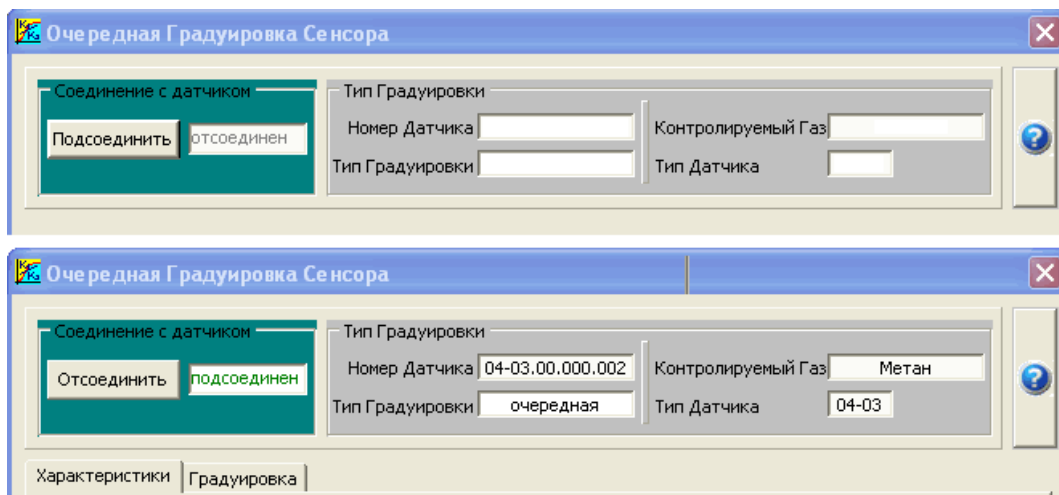 Очередная Градуировка Сенсора
Соединение с датчиком
Тип Градуировки
Подсоединить отсоединен
Номер Датчика
Контролируемый Газ
Тип Градуировки
Тип Датчика
Очередная Градуировка Сенсора
Соединение с датчиком
Тип Градуировки
Отсоединить подсоединен
Номер Датчика 04-03.00.000.002
Контролируемый Газ Метан
Тип Градуировки очередная
Тип Датчика 04-03
Характеристики Градуировка